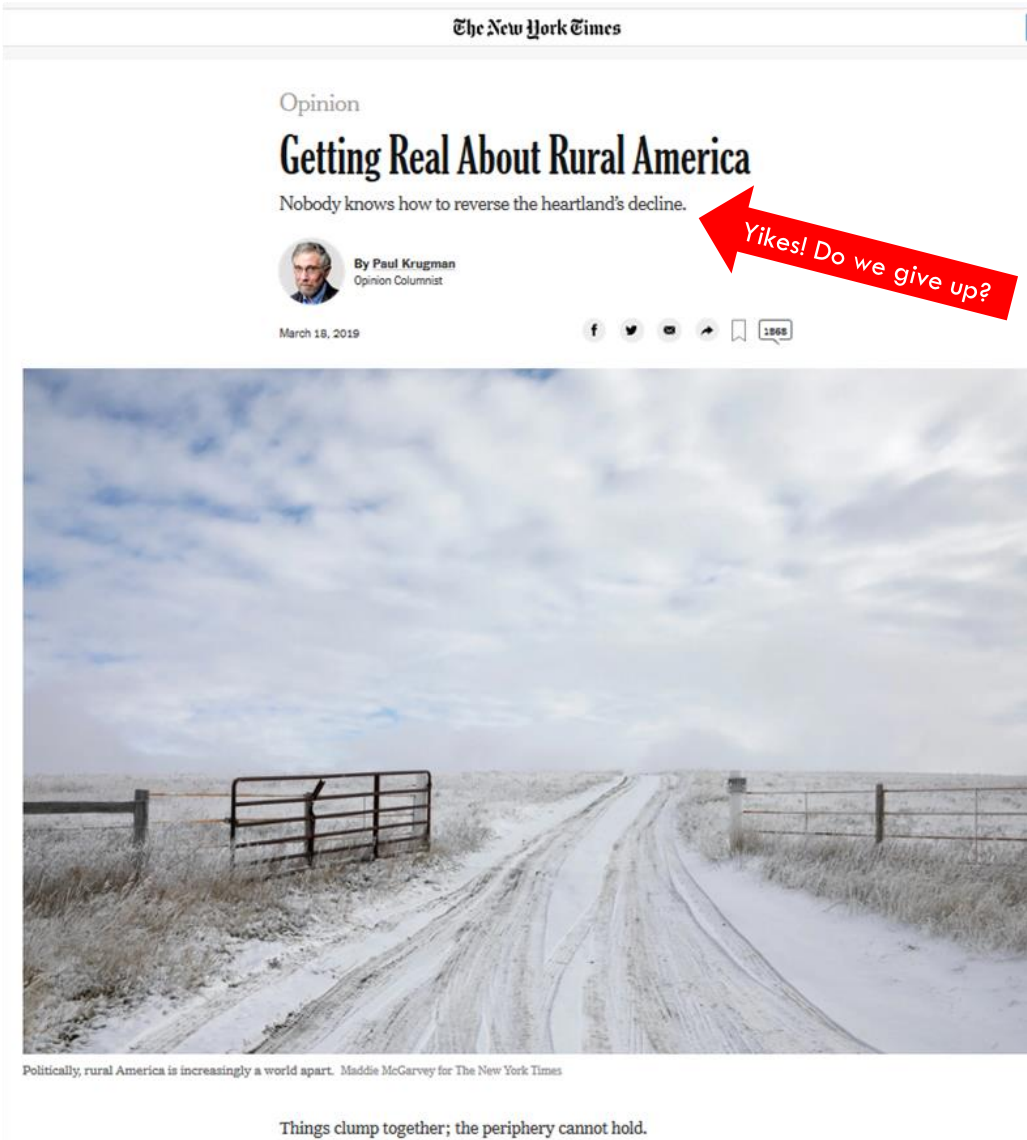 The New York Times
Opinion
Getting Real About Rural America
Nobody knows how to reverse the heartland's decline.
Yikes! Do we give up?
By Paul Krugman
Opinion Columnist
March 18, 2019
1868
Politically, rural America is increasingly a world apart. Maddie McGarvey for The New York Times
Things clump together; the periphery cannot hold.